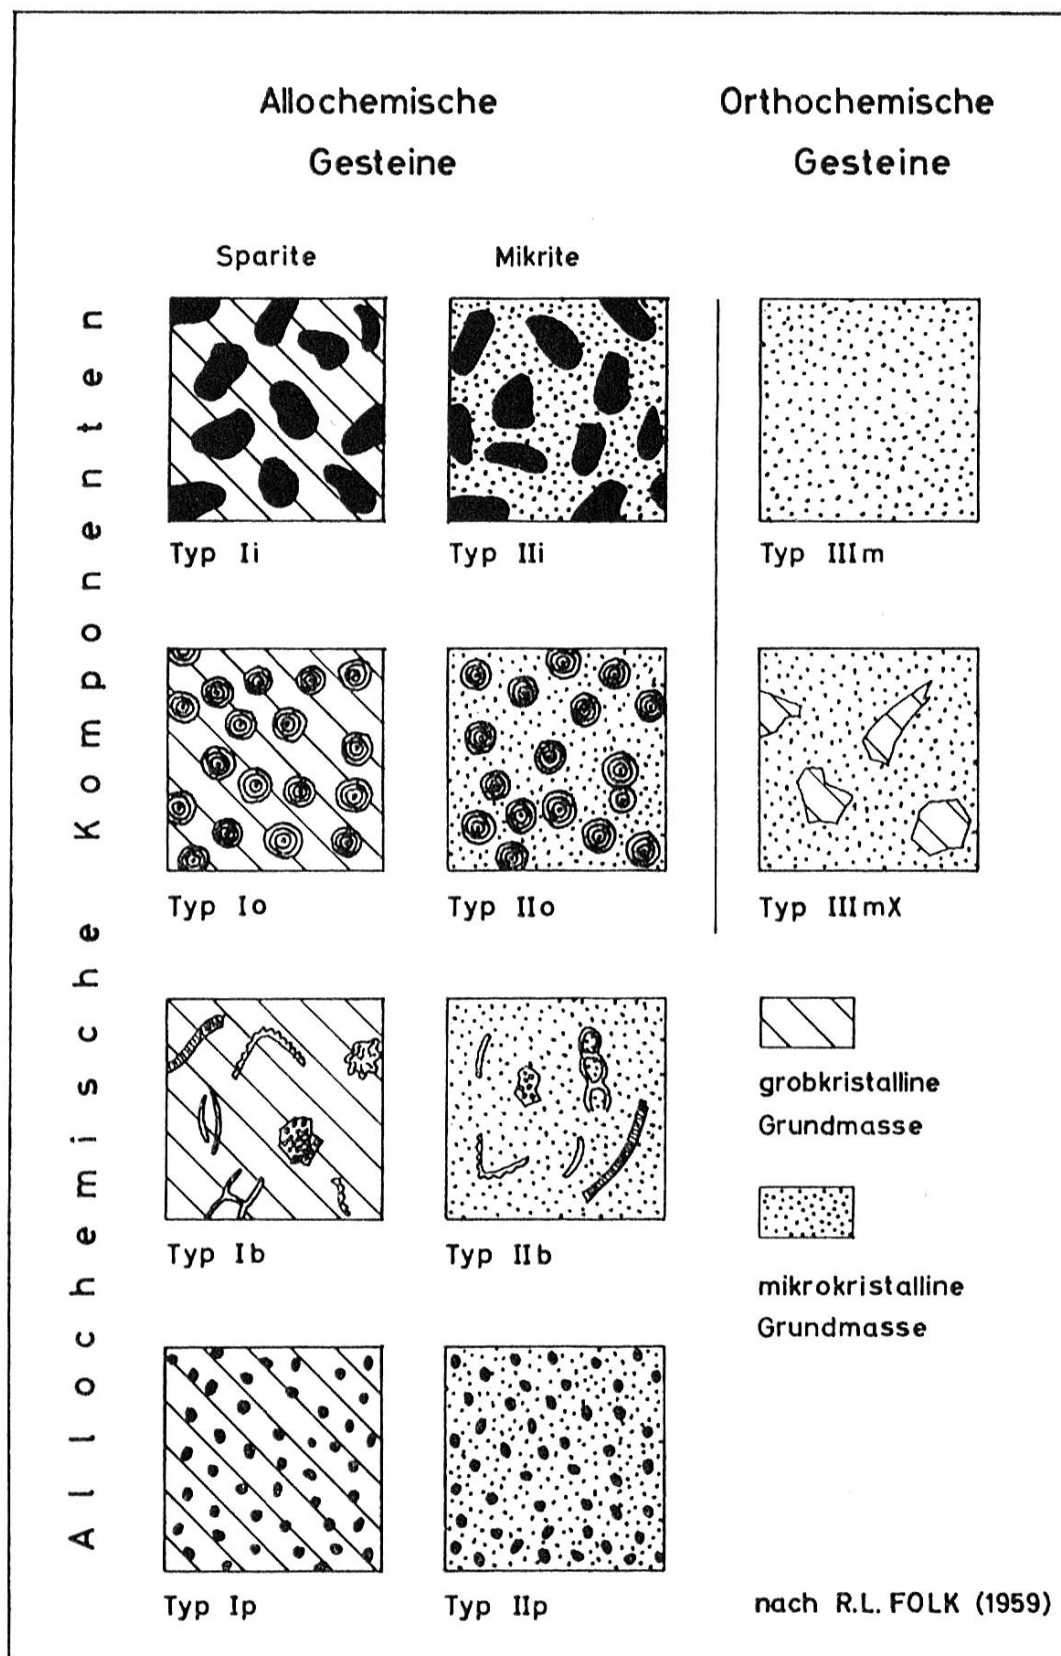 Allochemische
Gesteine
Orthochemische
Gesteine
Sparite
Mikrite
Allochemische Komponenten
Typ Ii
Typ IIi
Typ IIIm
Typ Io
Typ IIo
Typ IIImX
Typ Ib
Typ IIb
grobkristalline
Grundmasse
mikrokristalline
Grundmasse
Typ Ip
Typ IIp
nach R.L. FOLK (1959)